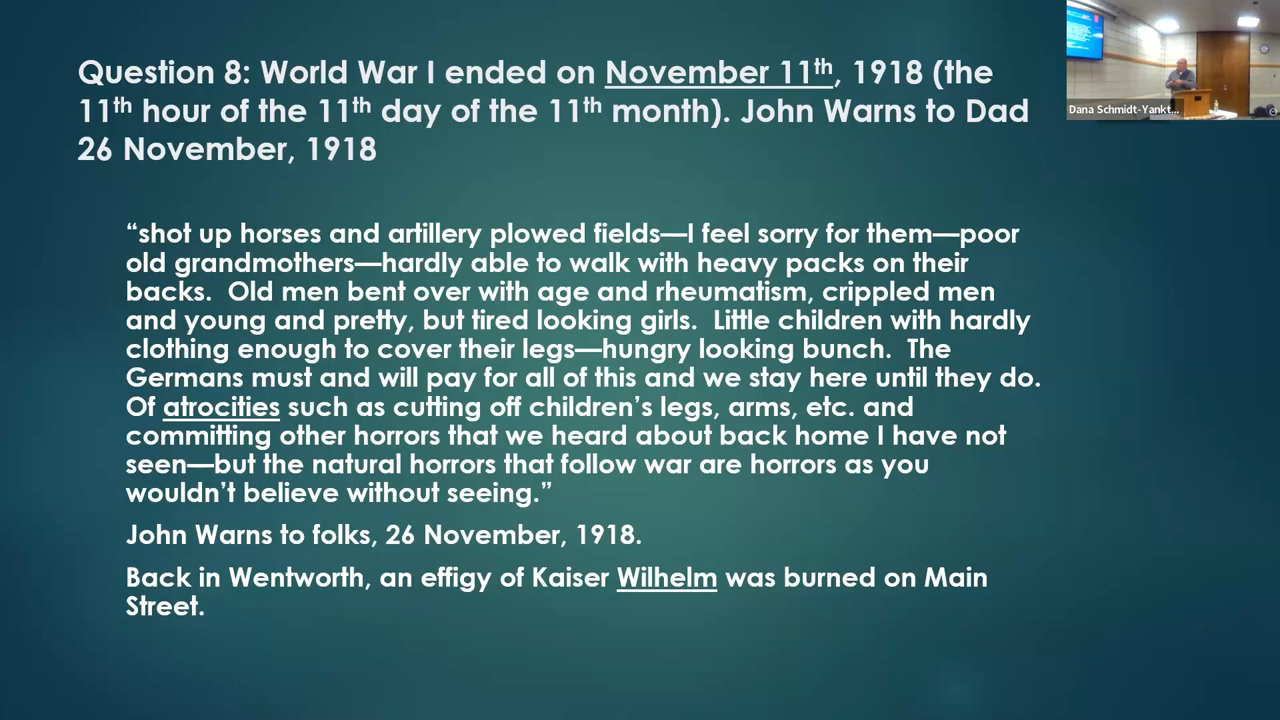 Question 8: World War I ended on November 11th, 1918 (the
11th hour of the 11th day of the 11th month). John Warns to Dad
26 November, 1918
Dana Schmidt-Yankt...
“shot up horses and artillery plowed fields—I feel sorry for them—poor
old grandmothers—hardly able to walk with heavy packs on their
backs.  Old men bent over with age and rheumatism, crippled men
and young and pretty, but tired looking girls.  Little children with hardly
clothing enough to cover their legs—hungry looking bunch.  The
Germans must and will pay for all of this and we stay here until they do.
Of atrocities such as cutting off children’s legs, arms, etc. and
committing other horrors that we heard about back home I have not
seen—but the natural horrors that follow war are horrors as you
wouldn’t believe without seeing.”
John Warns to folks, 26 November, 1918.
Back in Wentworth, an effigy of Kaiser Wilhelm was burned on Main
Street.